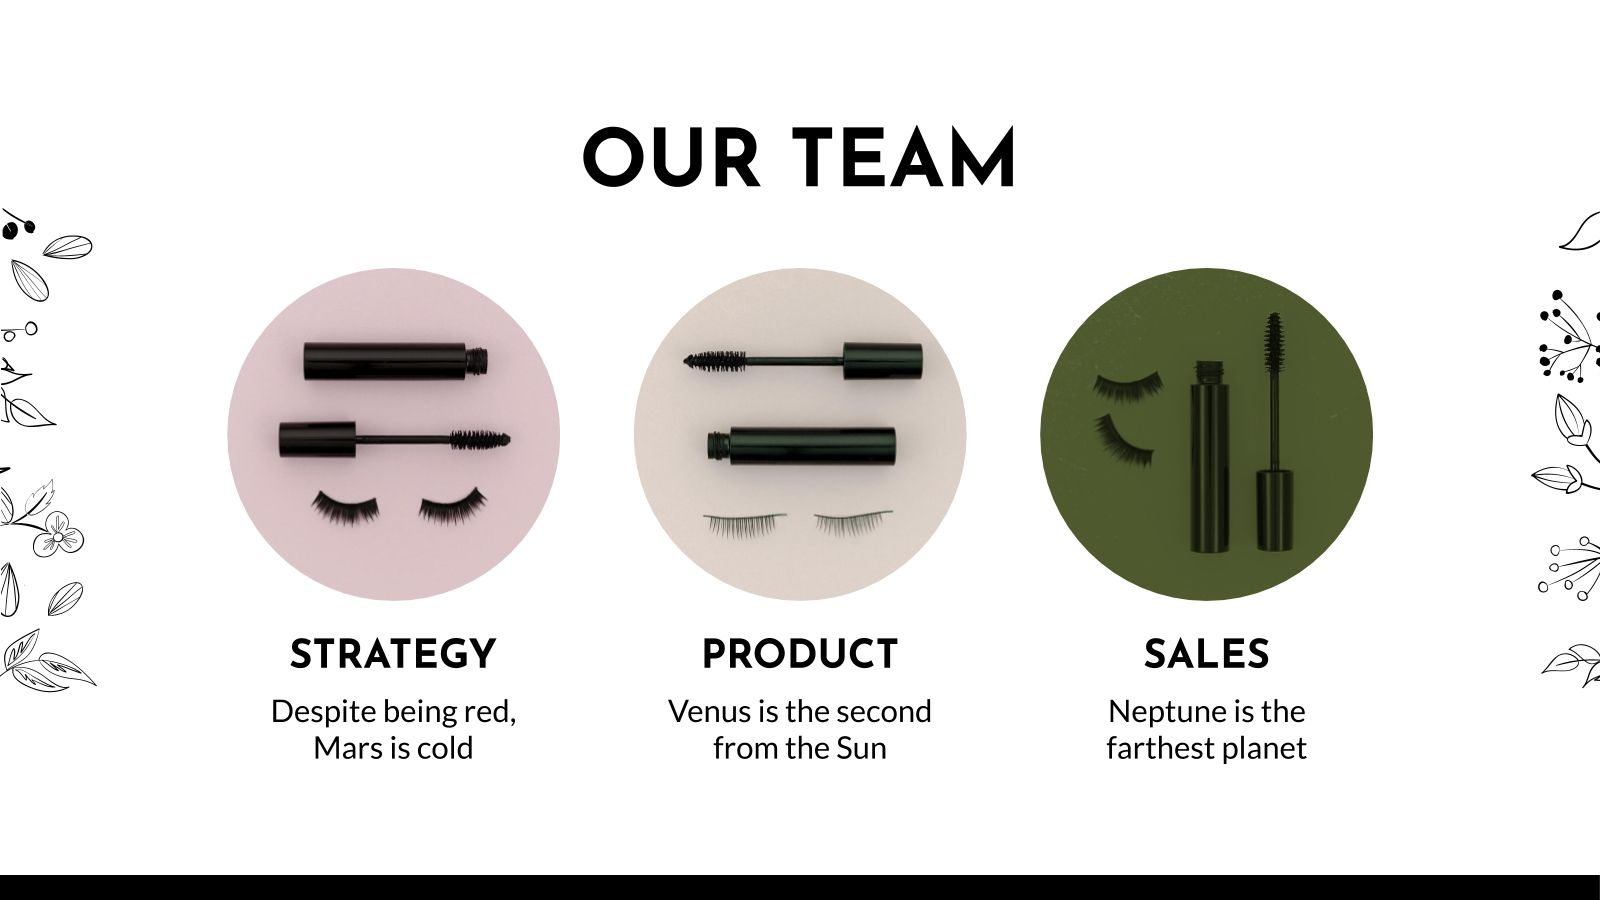 OUR TEAM
STRATEGY
Despite being red,
Mars is cold
PRODUCT
Venus is the second
from the Sun
SALES
Neptune is the
farthest planet